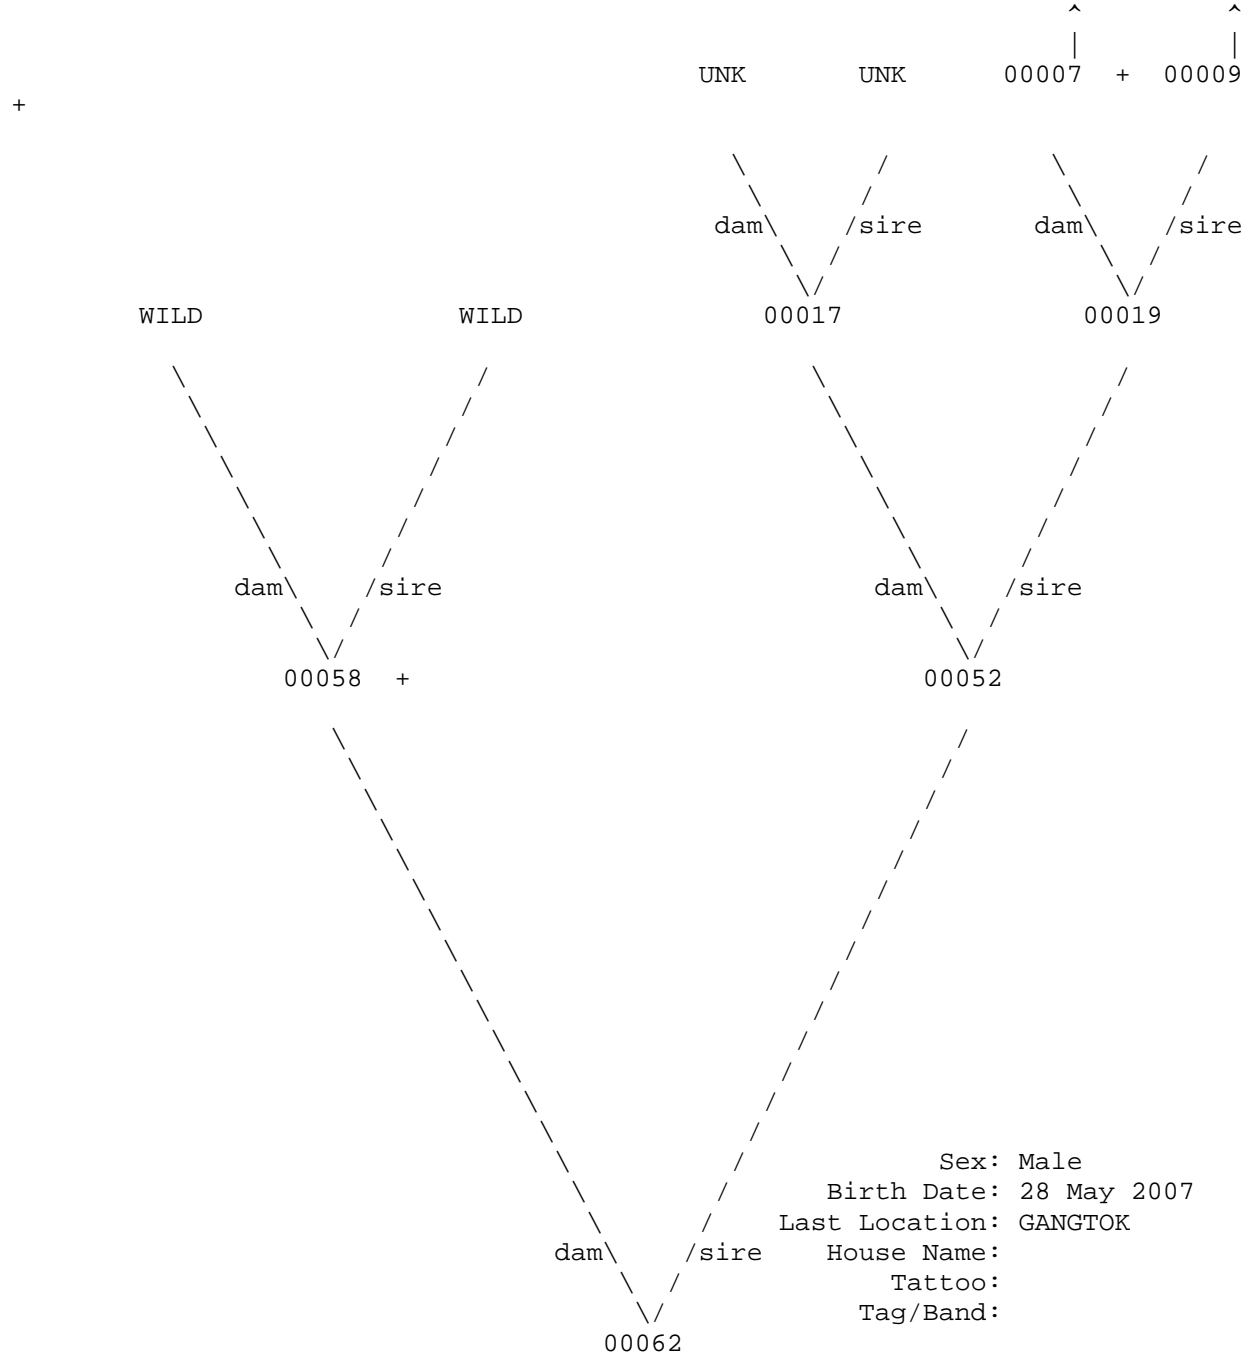 ^ ^
| |
UNK UNK 00007 + 00009
+
\ / \ /
\ / \ /
dam\ /sire dam\ /sire
\ / \ /
\/ \/
WILD WILD 00017 00019
\ / \ /
\ / \ /
\ / \ /
\ / \ /
\ / \ /
\ / \ /
\ / \ /
dam\ /sire dam\ /sire
\ / \ /
\/ \/
00058 + 00052
\ /
\ /
\ /
\ /
\ /
\ /
\ /
\ /
\ /
\ /
\ /
\ /
\ /
\ /
\ / Sex: Male
\ / Birth Date: 28 May 2007
\ / Last Location: GANGTOK
dam\ /sire House Name:
\ / Tattoo:
\/ Tag/Band:
00062